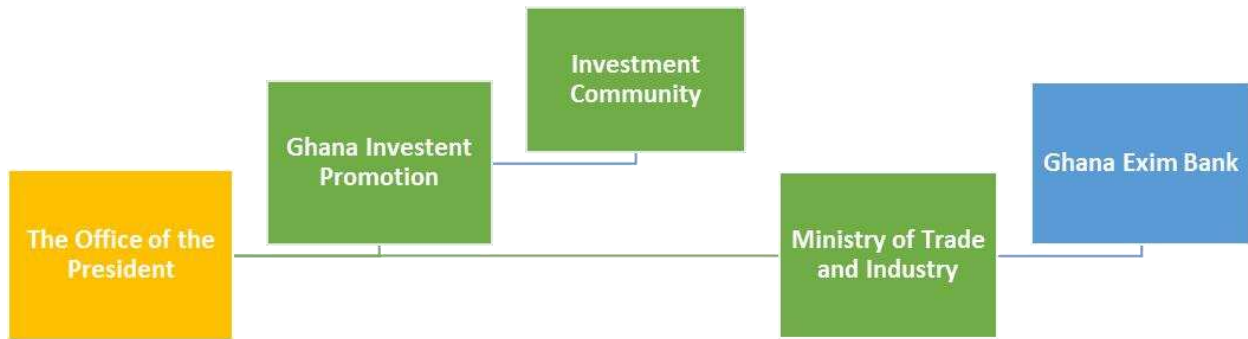 The Office of the
President
Ghana Investent
Promotion
Investment
Community
Ministry of Trade
and Industry
Ghana Exim Bank